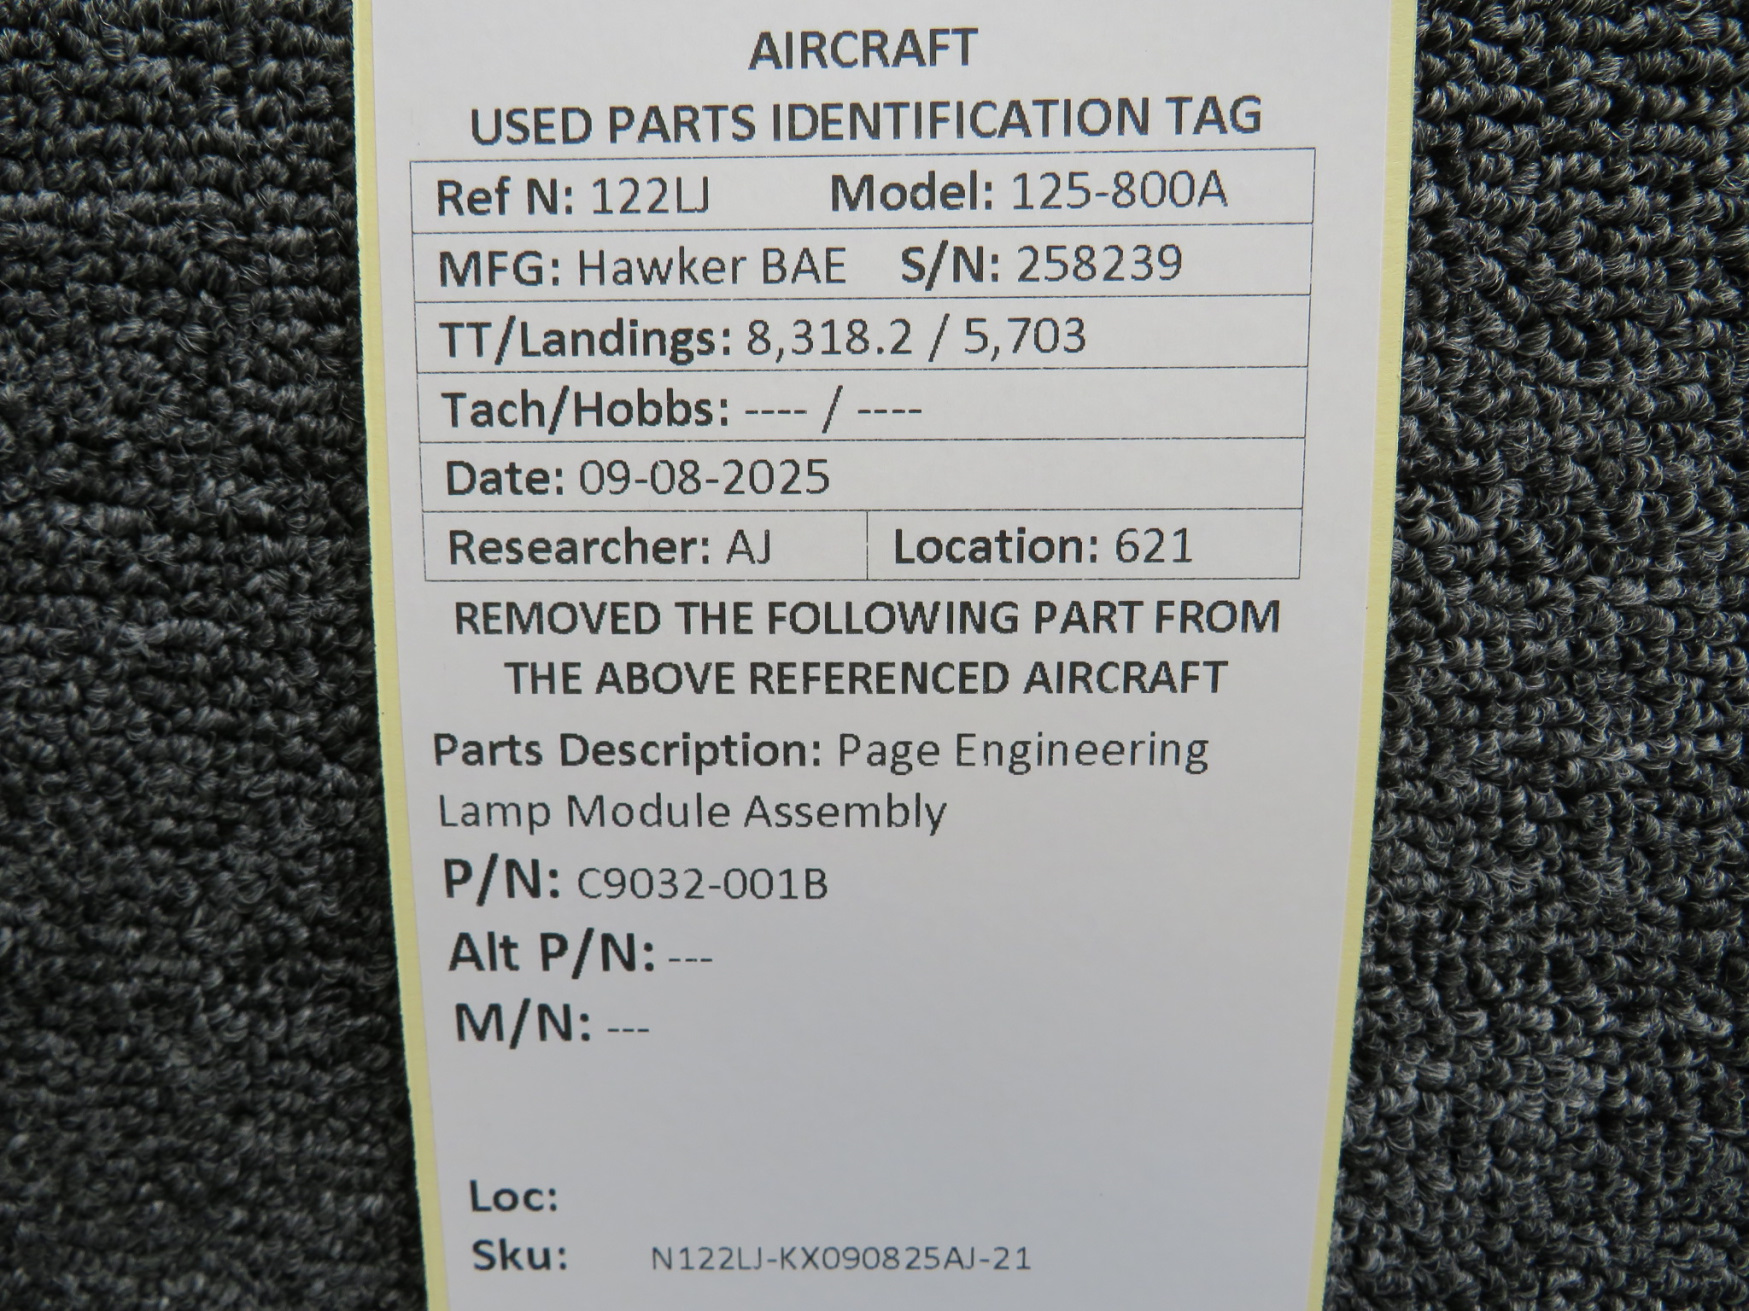 AIRCRAFT
USED PARTS IDENTIFICATION TAG
Ref N: 122LJ Model: 125-800A
MFG: Hawker BAE S/N: 258239
TT/Landings: 8,318.2 / 5,703
Tach/Hobbs: ---- / ----
Date: 09-08-2025
Researcher: AJ Location: 621
REMOVED THE FOLLOWING PART FROM
THE ABOVE REFERENCED AIRCRAFT
Parts Description: Page Engineering
Lamp Module Assembly
P/N: C9032-001B
Alt P/N: ---
M/N: ---
Loc:
Sku: N122LJ-KX090825AJ-21